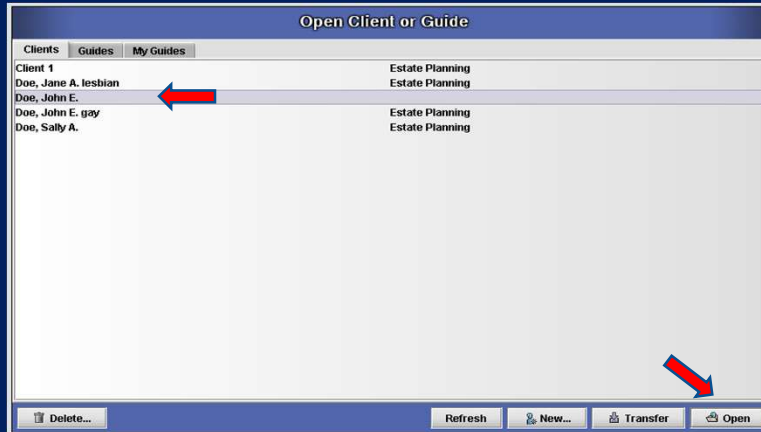 Open Client or Guide
Clients Guides My Guides
Client 1 Estate Planning
Doe, Jane A. lesbian Estate Planning
Doe, John E.
Doe, John E. gay Estate Planning
Doe, Sally A. Estate Planning
Delete... Refresh New... Transfer Open